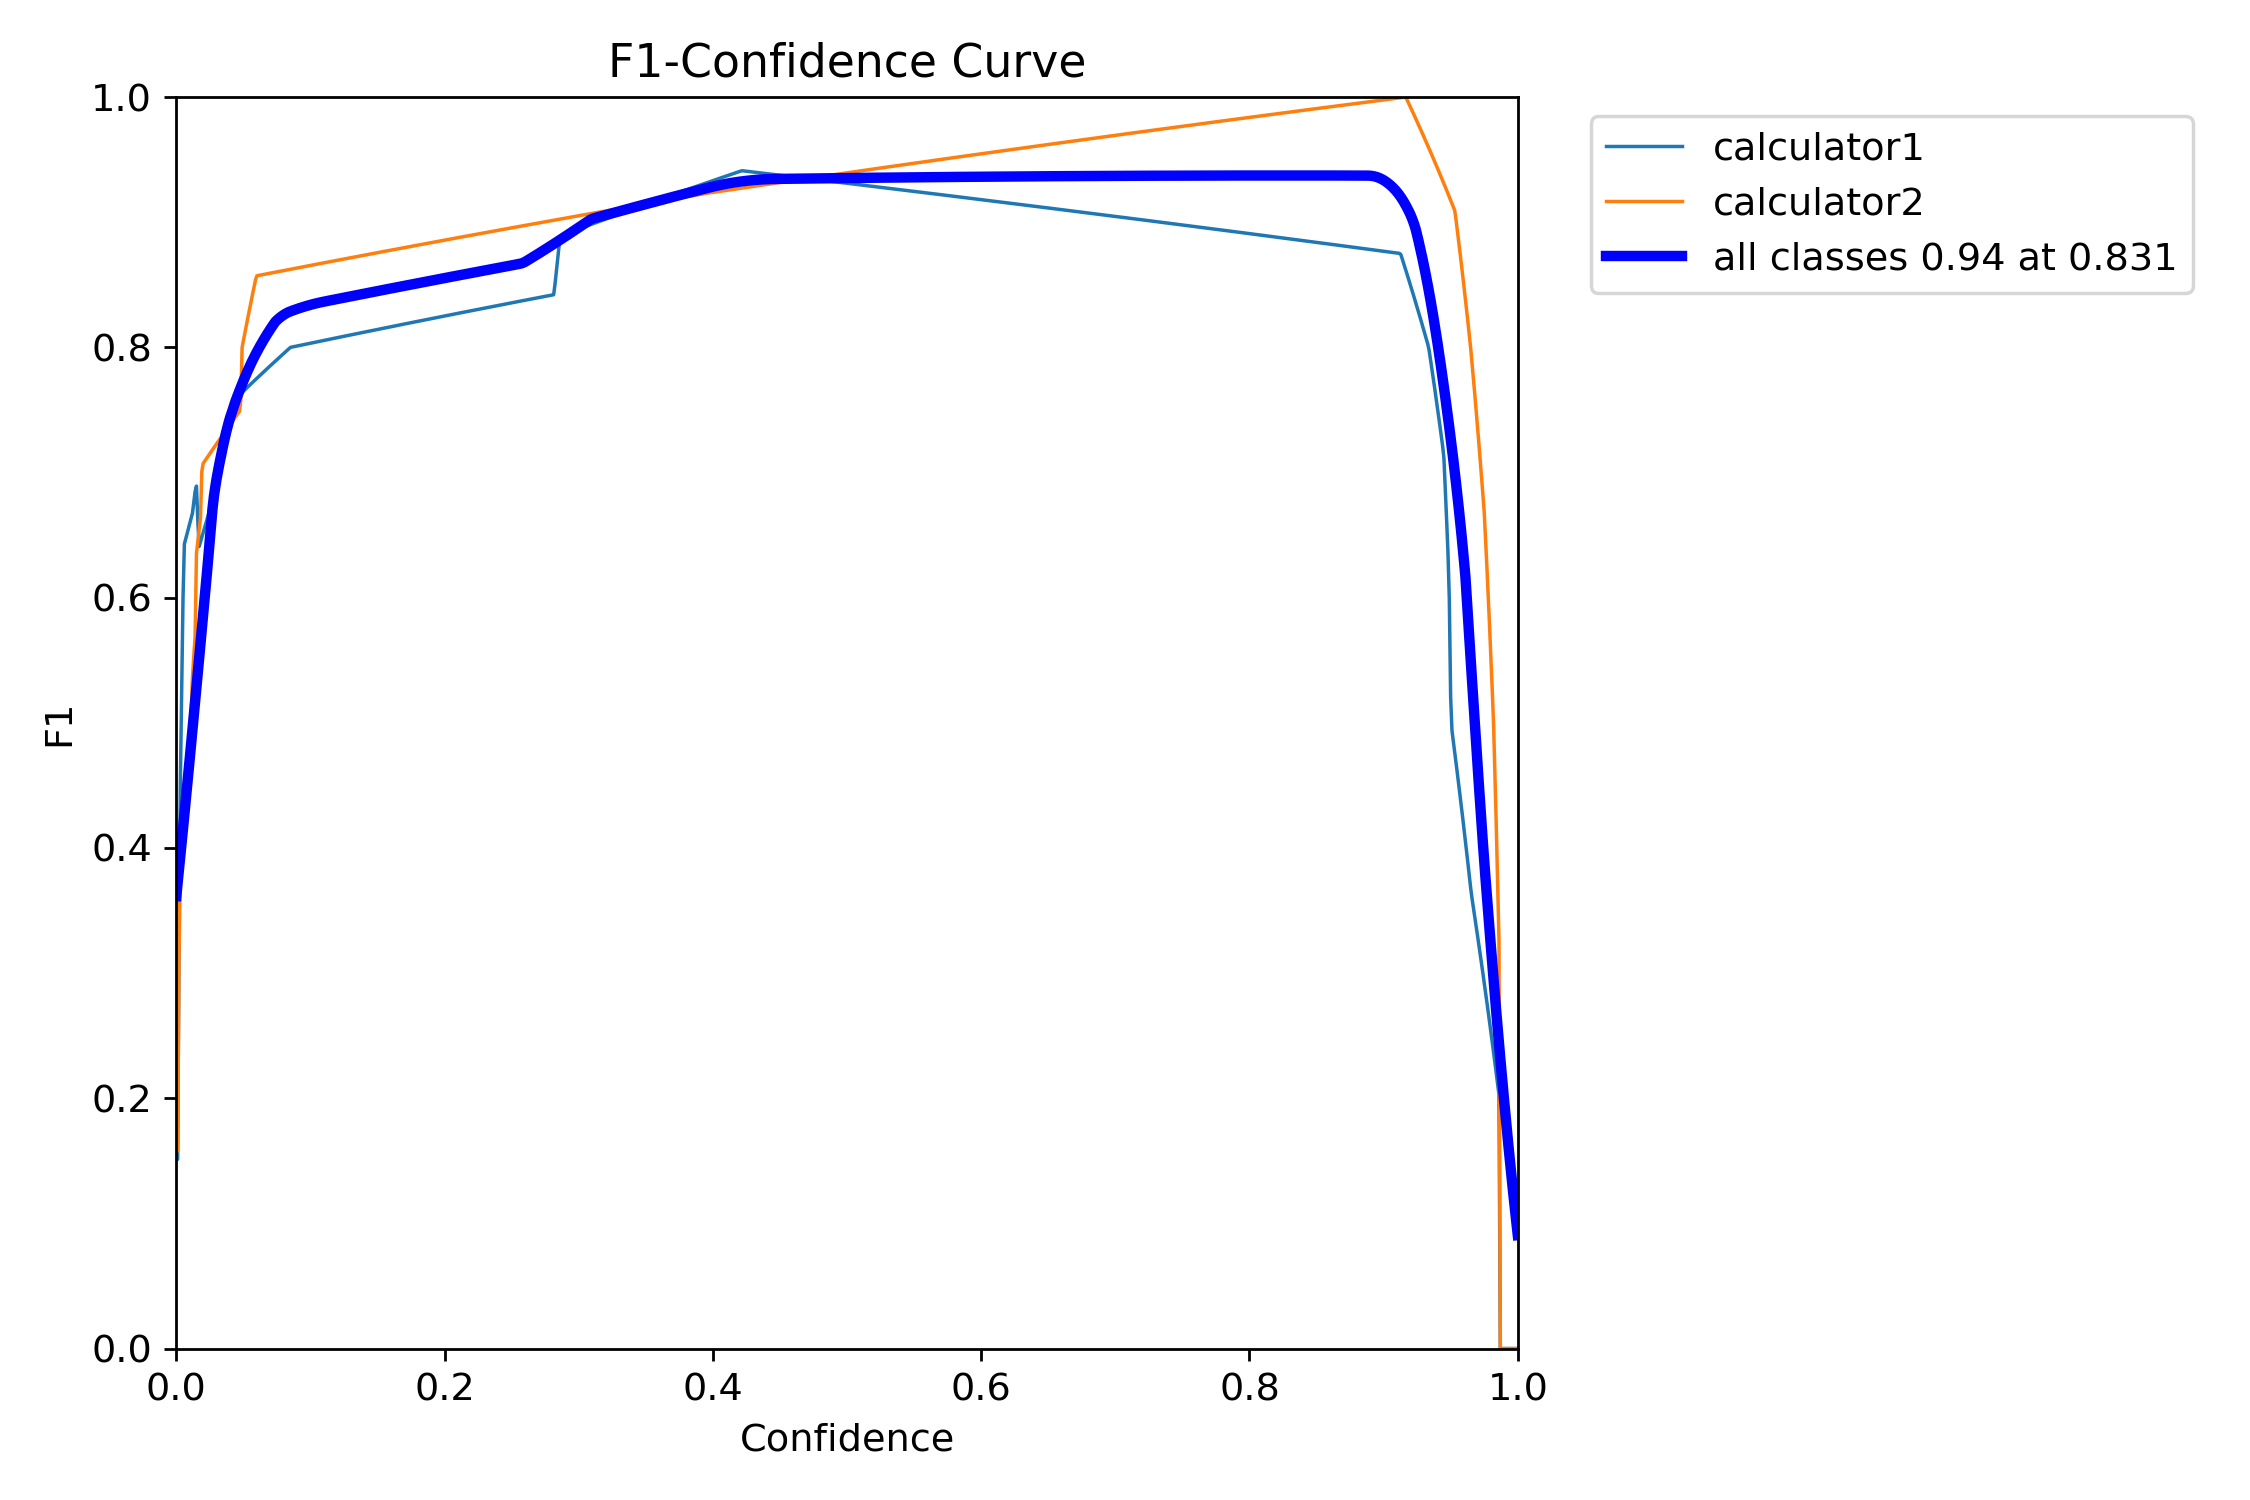 F1-Confidence Curve
1.0
0.8
0.6
0.4
0.2
0.0
F1
0.0 0.2 0.4 0.6 0.8 1.0
Confidence
calculator1
calculator2
all classes 0.94 at 0.831